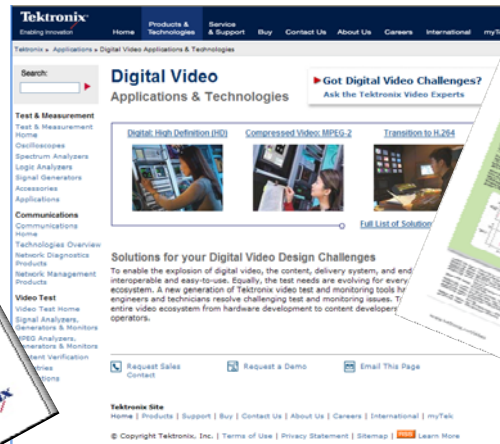 Tektronix
Enabling Innovation
Home
Products & Technologies
Service & Support
Buy
Contact Us
About Us
Careers
International
myTe
Tektronix ▸ Applications ▸ Digital Video Applications & Technologies
Search:
Digital Video
Applications & Technologies
Got Digital Video Challenges?
Ask the Tektronix Video Experts
Test & Measurement
Test & Measurement
Home
Oscilloscopes
Spectrum Analyzers
Logic Analyzers
Signal Generators
Accessories
Applications
Communications
Communications
Home
Technologies Overview
Network Diagnostics
Products
Network Management
Products
Video Test
Video Test Home
Signal Analyzers,
Generators & Monitors
MPEG Analyzers,
Generators & Monitors
Content Verification
Digital: High Definition (HD)
Compressed Video: MPEG-2
Transition to H.264
Full List of Solution
Solutions for your Digital Video Design Challenges
To enable the explosion of digital video, the content, delivery system, and end
interoperable and easy-to-use. Equally, the test needs are evolving for every
ecosystem. A new generation of Tektronix video test and monitoring tools h
engineers and technicians resolve challenging test and monitoring issues. T
entire video ecosystem from hardware development to content developers
operators.
Request Sales
Contact
Request a Demo
Email This Page
Tektronix Site
Home | Products | Support | Buy | Contact Us | About Us | Careers | International | myTek
© Copyright Tektronix, Inc. | Terms of Use | Privacy Statement | Sitemap | RSS Learn More